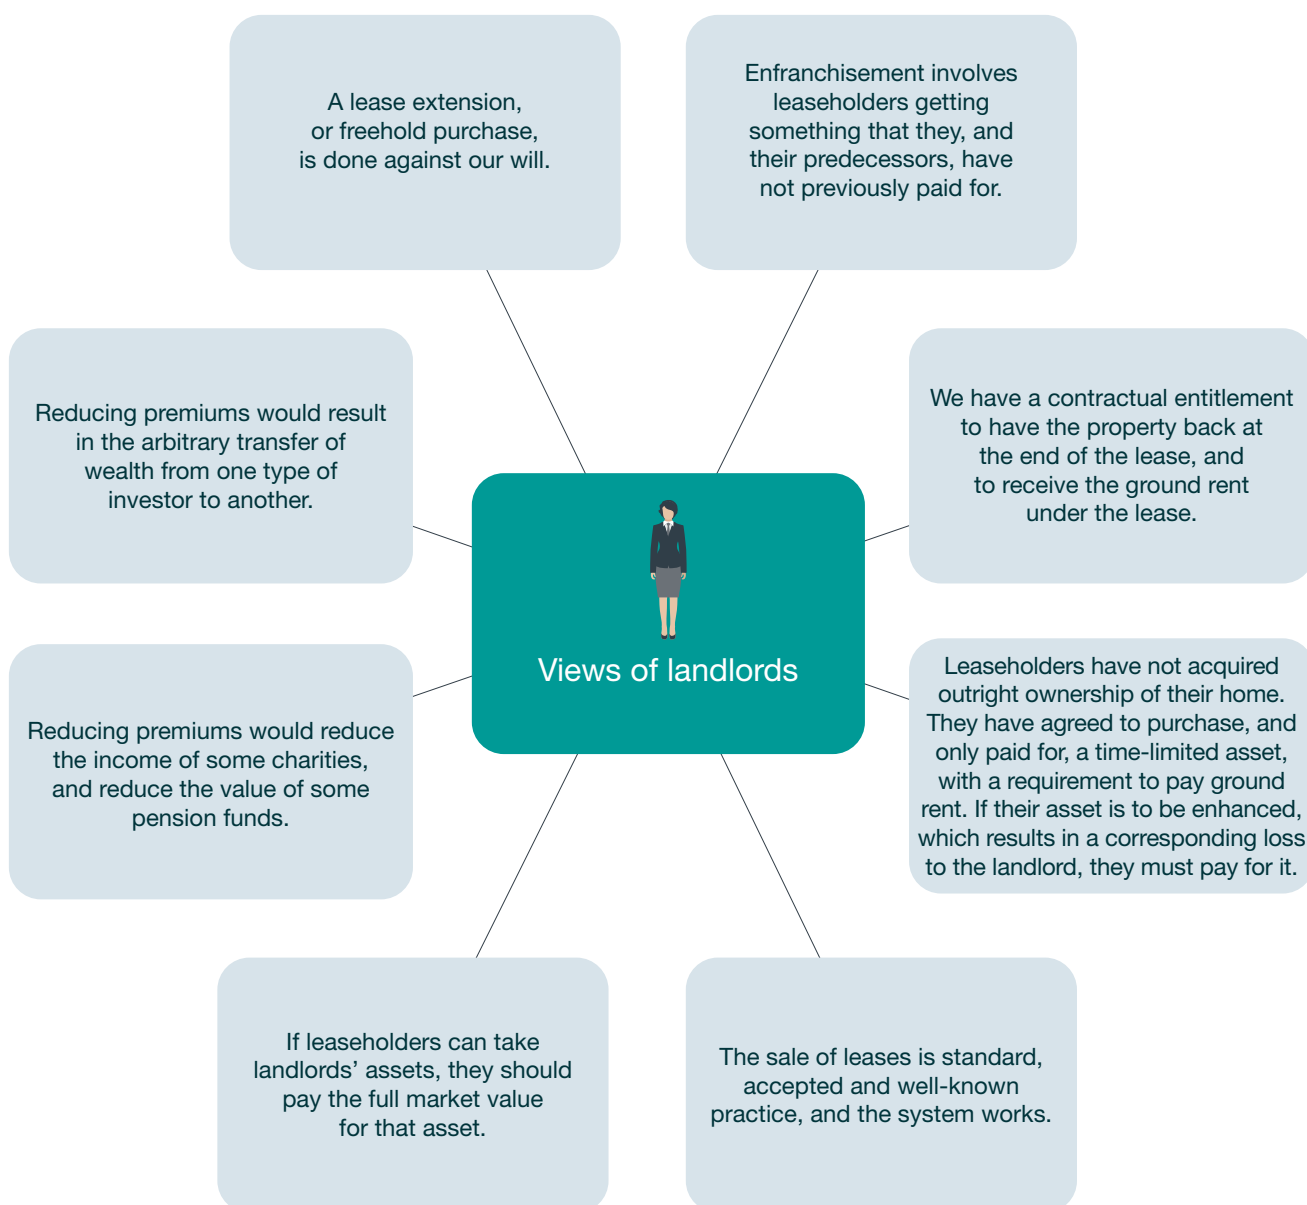 A lease extension,
or freehold purchase,
is done against our will.
Enfranchisement involves
leaseholders getting
something that they, and
their predecessors, have
not previously paid for.
Reducing premiums would result
in the arbitrary transfer of
wealth from one type of
investor to another.
We have a contractual entitlement
to have the property back at
the end of the lease, and
to receive the ground rent
under the lease.
Views of landlords
Reducing premiums would reduce
the income of some charities,
and reduce the value of some
pension funds.
Leaseholders have not acquired
outright ownership of their home.
They have agreed to purchase, and
only paid for, a time-limited asset,
with a requirement to pay ground
rent. If their asset is to be enhanced,
which results in a corresponding loss
to the landlord, they must pay for it.
If leaseholders can take
landlords’ assets, they should
pay the full market value
for that asset.
The sale of leases is standard,
accepted and well-known
practice, and the system works.